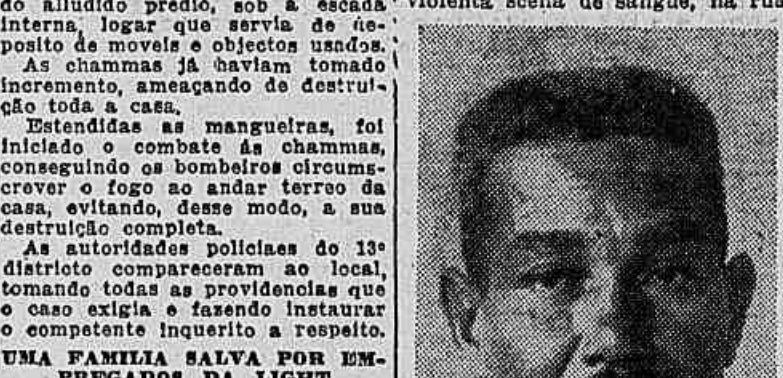 do alludido predio, sob a escada
interna, logar que servia de de-
posito de moveis e objectos usados.
As chammas já haviam tomado
incremento, ameaçando de destrui-
ção toda a casa.
Estendidas as mangueiras, foi
iniciado o combate ás chammas,
conseguindo os bombeiros circums-
crever o fogo ao andar terreo da
casa, evitando, desse modo, a sua
destruição completa.
As autoridades policiaes do 13º
districto compareceram ao local,
tomando todas as providencias que
o caso exigia e fazendo instaurar
o competente inquerito a respeito.
UMA FAMILIA SALVA POR EM-
PREGADOS DA LIGHT
violenta scena de sangue, na rua